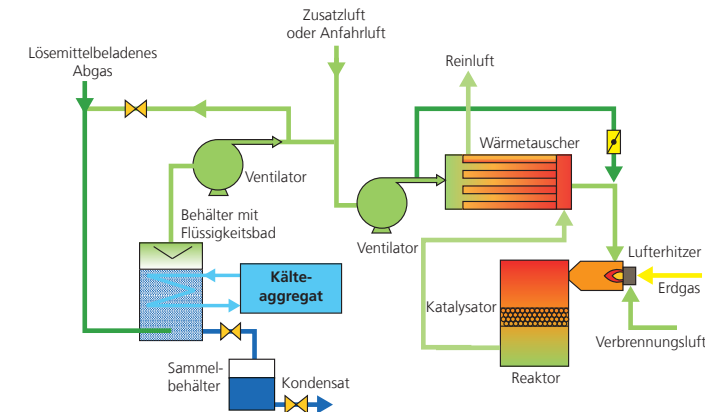 Zusatzluft
oder Anfahrluft
Lösemittelbeladenes
Abgas
Reinluft
Wärmetauscher
Ventilator
Behälter mit
Flüssigkeitsbad
Ventilator
Lufterhitzer
Kälte-
aggregat
Erdgas
Katalysator
Verbrennungsluft
Sammel-
behälter
Kondensat
Reaktor